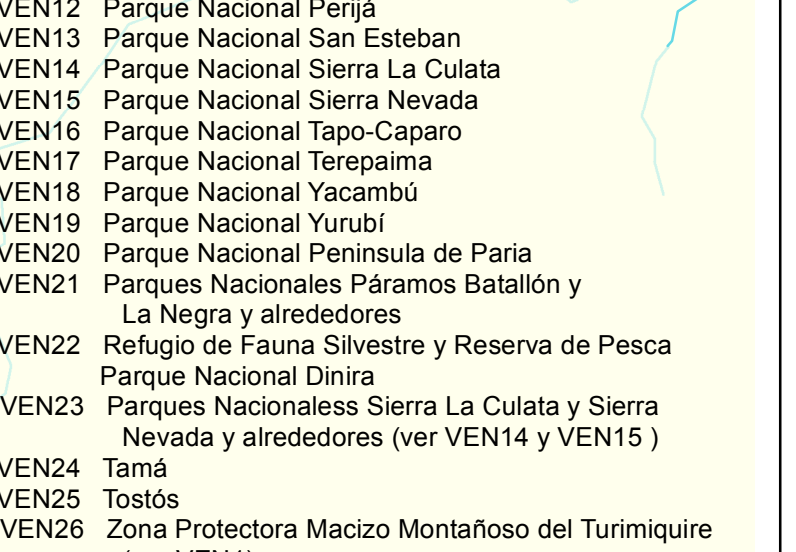 VEN12 Parque Nacional Perijá
VEN13 Parque Nacional San Esteban
VEN14 Parque Nacional Sierra La Culata
VEN15 Parque Nacional Sierra Nevada
VEN16 Parque Nacional Tapo-Caparo
VEN17 Parque Nacional Terepaima
VEN18 Parque Nacional Yacambú
VEN19 Parque Nacional Yurubí
VEN20 Parque Nacional Peninsula de Paria
VEN21 Parques Nacionales Páramos Batallón y
La Negra y alrededores
VEN22 Refugio de Fauna Silvestre y Reserva de Pesca
Parque Nacional Dinira
VEN23 Parques Nacionaless Sierra La Culata y Sierra
Nevada y alrededores (ver VEN14 y VEN15 )
VEN24 Tamá
VEN25 Tostós
VEN26 Zona Protectora Macizo Montañoso del Turimiquire